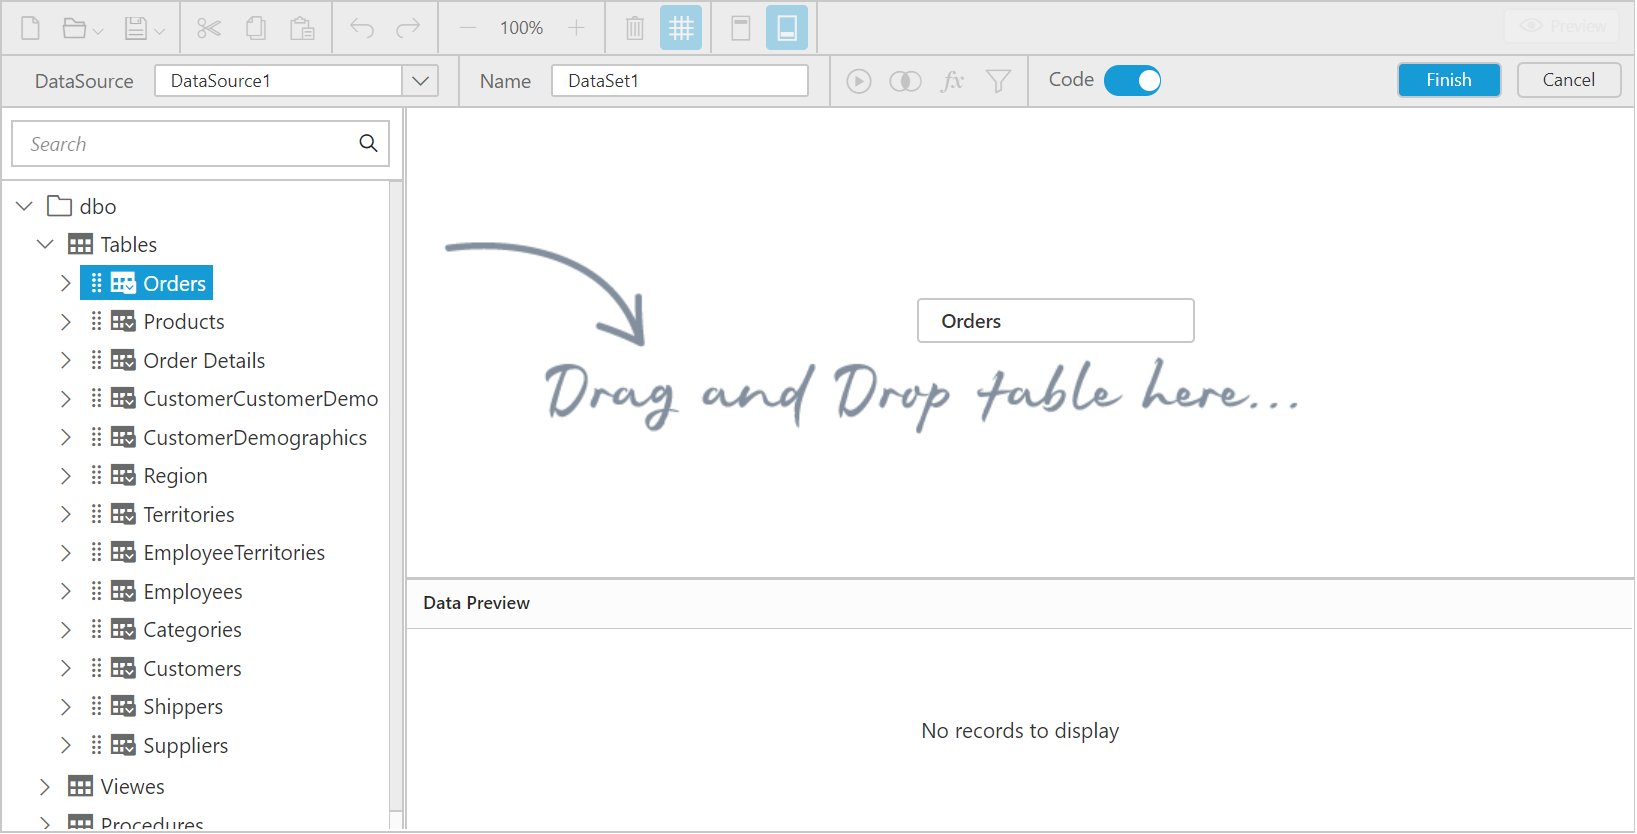 100%
Preview
DataSource DataSource1 Name DataSet1 fx Code Finish Cancel
Search
dbo
Tables
Orders
Products
Order Details
CustomerCustomerDemo
CustomerDemographics
Region
Territories
EmployeeTerritories
Employees
Categories
Customers
Shippers
Suppliers
Viewes
Procedures
Orders
Drag and Drop table here...
Data Preview
No records to display